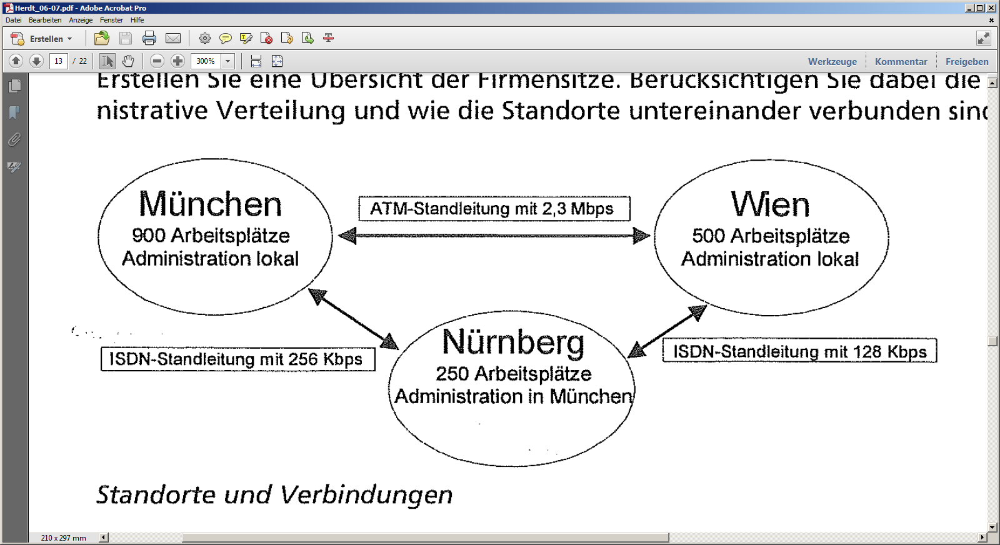 Herdt_06-07.pdf - Adobe Acrobat Pro
Datei Bearbeiten Anzeige Fenster Hilfe
Erstellen
13 / 22 300% Werkzeuge Kommentar Freigeben
Erstellen Sie eine Übersicht der Firmensitze. Berücksichtigen Sie dabei die
nistrative Verteilung und wie die Standorte untereinander verbunden sind
München
900 Arbeitsplätze
Administration lokal
ATM-Standleitung mit 2,3 Mbps
Wien
500 Arbeitsplätze
Administration lokal
ISDN-Standleitung mit 256 Kbps
Nürnberg
250 Arbeitsplätze
Administration in München
ISDN-Standleitung mit 128 Kbps
Standorte und Verbindungen
210 x 297 mm